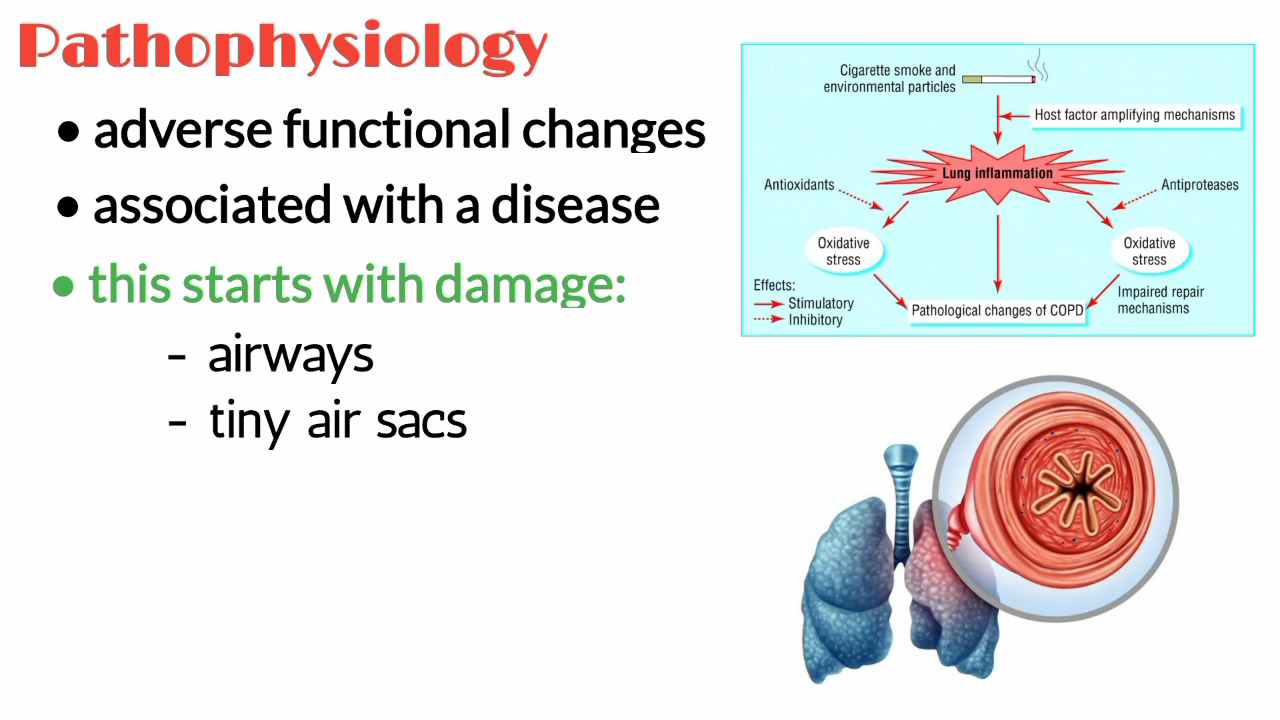 Pathophysiology
• adverse functional changes
• associated with a disease
• this starts with damage:
- airways
- tiny air sacs
Cigarette smoke and
environmental particles
Host factor amplifying mechanisms
Lung inflammation
Antioxidants
Antiproteases
Oxidative
stress
Oxidative
stress
Effects:
Stimulatory
Inhibitory
Pathological changes of COPD
Impaired repair
mechanisms